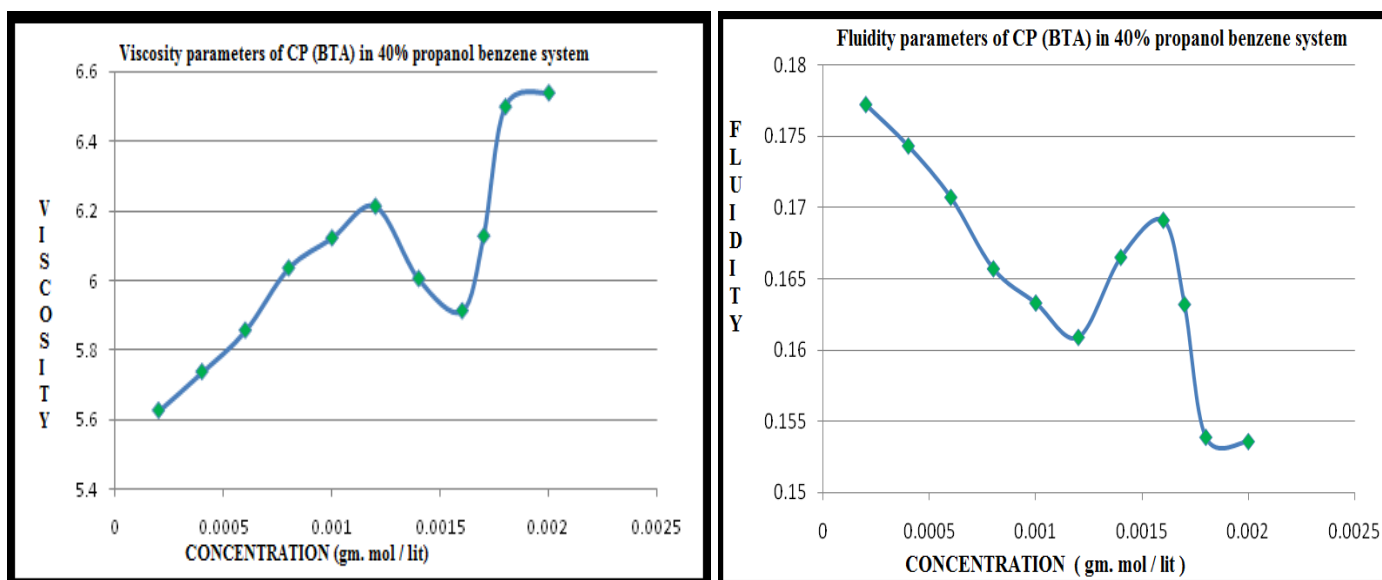 Viscosity parameters of CP (BTA) in 40% propanol benzene system
6.6
6.4
6.2
6
5.8
5.6
5.4
VISCOSITY
0 0.0005 0.001 0.0015 0.002 0.0025
CONCENTRATION (gm. mol / lit)
Fluidity parameters of CP (BTA) in 40% propanol benzene system
0.18
0.175
0.17
0.165
0.16
0.155
0.15
FLUIDITY
0 0.0005 0.001 0.0015 0.002 0.0025
CONCENTRATION ( gm. mol / lit )